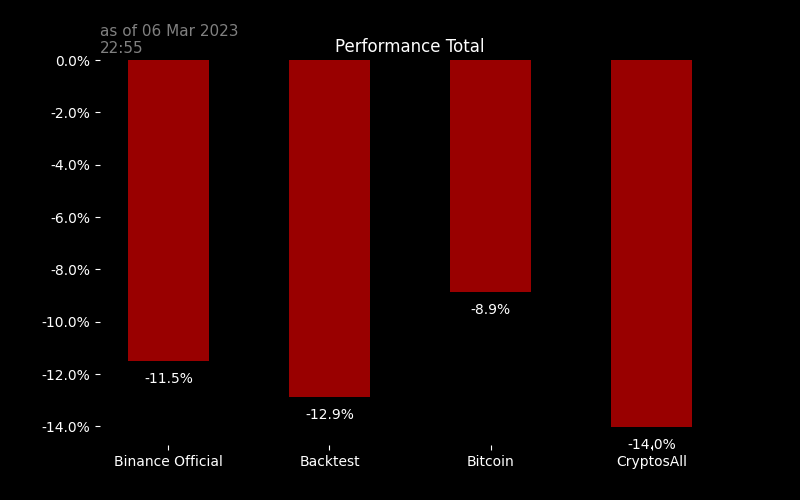 as of 06 Mar 2023
22:55
Performance Total
0.0%
-2.0%
-4.0%
-6.0%
-8.0%
-10.0%
-12.0%
-14.0%
-11.5%
-12.9%
-8.9%
-14.0%
Binance Official
Backtest
Bitcoin
CryptosAll